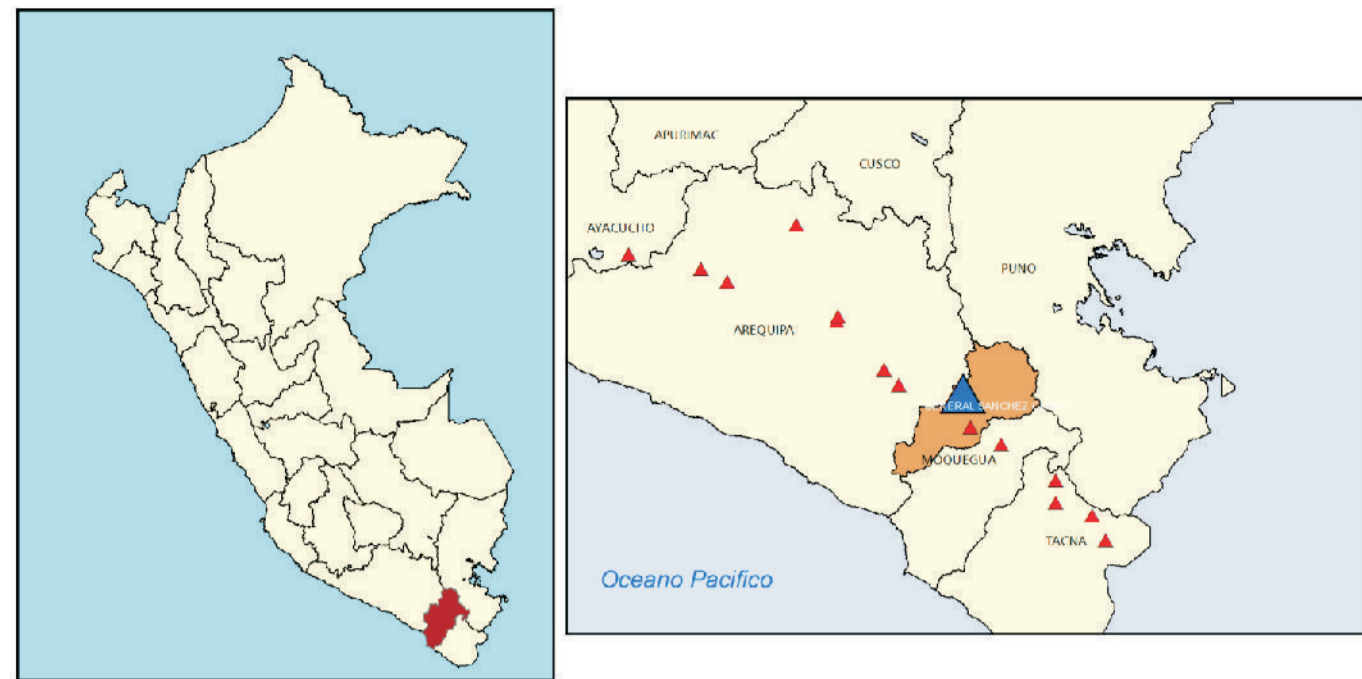 APURIMAC
CUSCO
AYACUCHO
PUNO
AREQUIPA
SANCHEZ
MOQUEGUA
TACNA
Oceano Pacifico